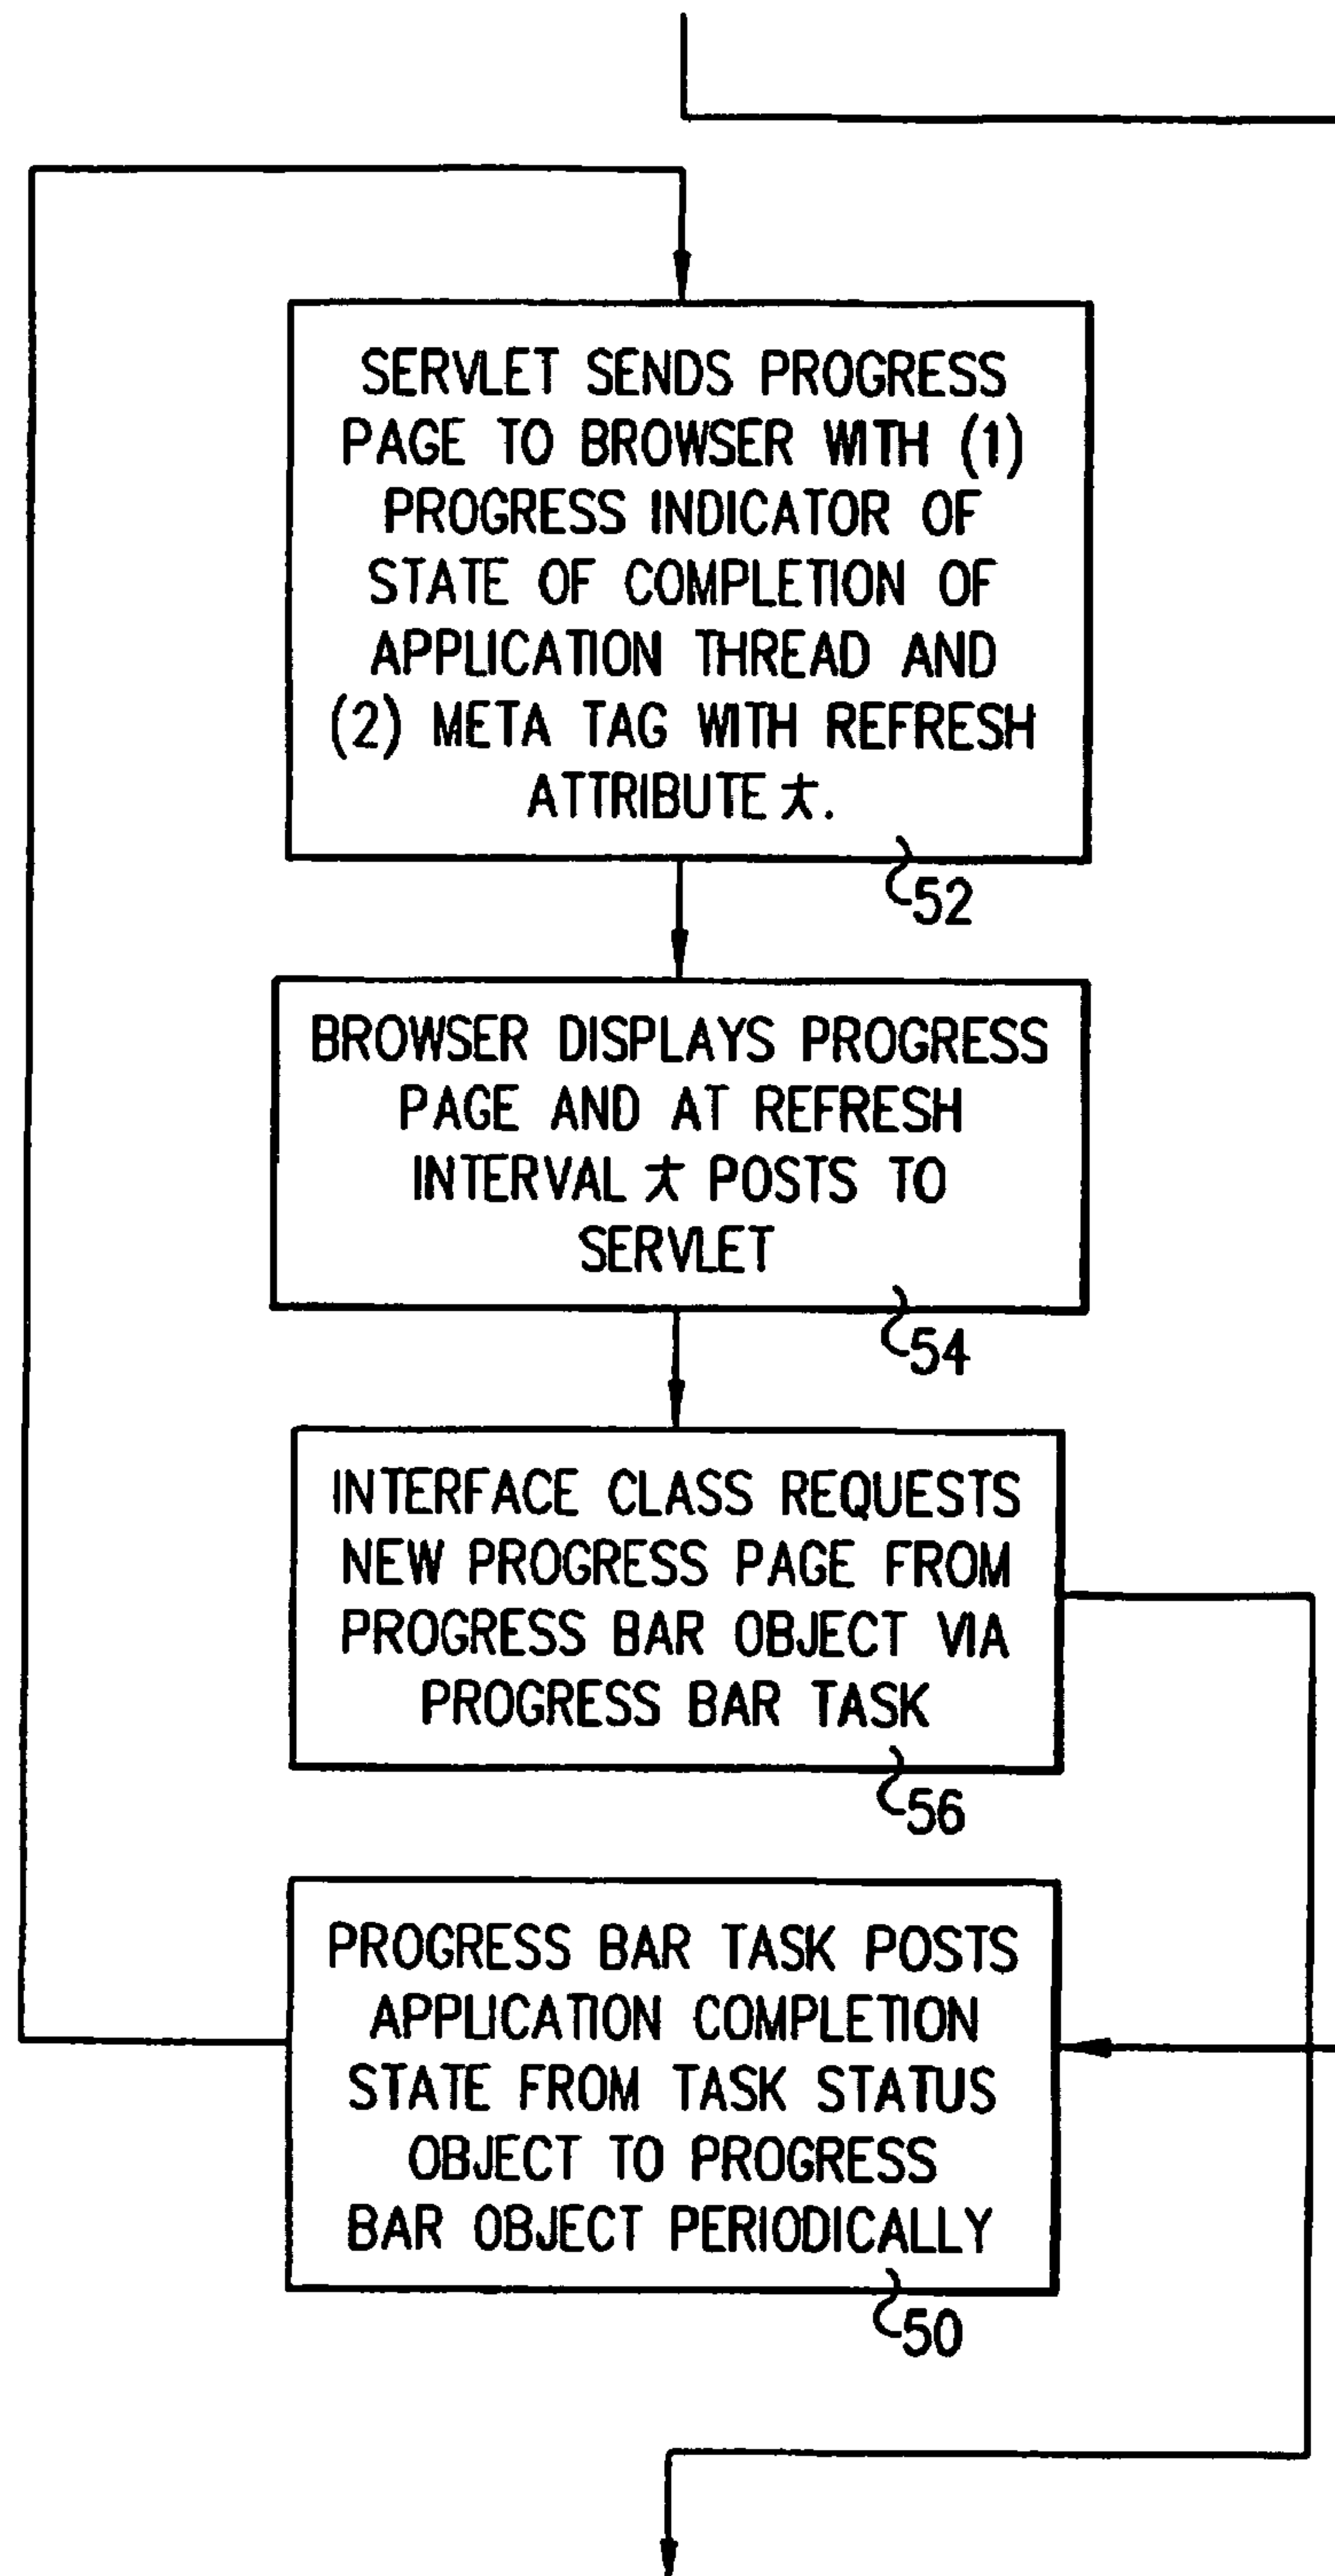 SERVLET SENDS PROGRESS
PAGE TO BROWSER WITH (1)
PROGRESS INDICATOR OF
STATE OF COMPLETION OF
APPLICATION THREAD AND
(2) META TAG WITH REFRESH
ATTRIBUTE t.
52
BROWSER DISPLAYS PROGRESS
PAGE AND AT REFRESH
INTERVAL t POSTS TO
SERVLET
54
INTERFACE CLASS REQUESTS
NEW PROGRESS PAGE FROM
PROGRESS BAR OBJECT VIA
PROGRESS BAR TASK
56
PROGRESS BAR TASK POSTS
APPLICATION COMPLETION
STATE FROM TASK STATUS
OBJECT TO PROGRESS
BAR OBJECT PERIODICALLY
50